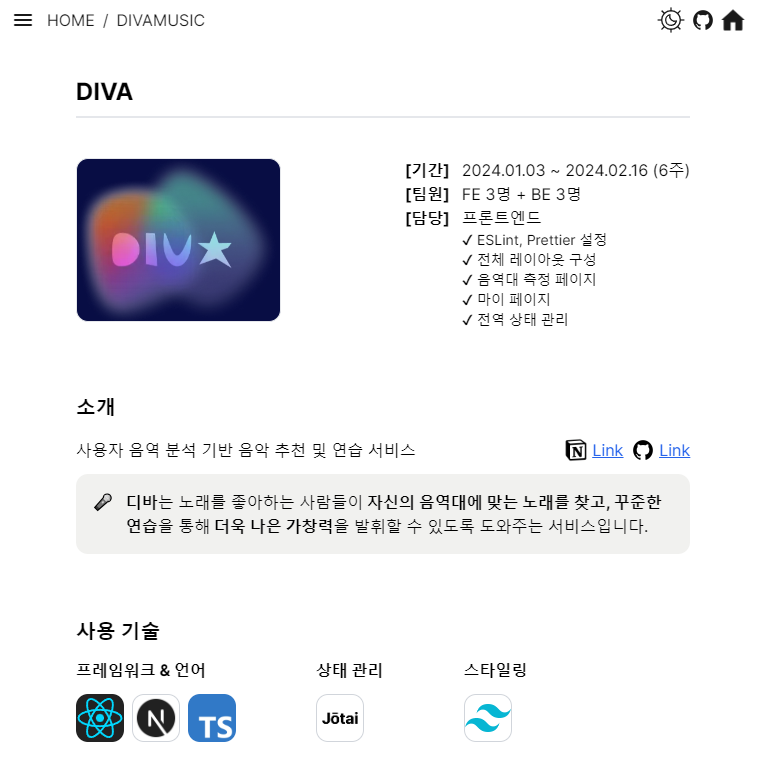 HOME / DIVAMUSIC
DIVA
DIV★
[기간] 2024.01.03 ~ 2024.02.16 (6주)
[팀원] FE 3명 + BE 3명
[담당] 프론트엔드
✓ ESLint, Prettier 설정
✓ 전체 레이아웃 구성
✓ 음역대 측정 페이지
✓ 마이 페이지
✓ 전역 상태 관리
소개
사용자 음역 분석 기반 음악 추천 및 연습 서비스
N Link Link
디바는 노래를 좋아하는 사람들이 자신의 음역대에 맞는 노래를 찾고, 꾸준한
연습을 통해 더욱 나은 가창력을 발휘할 수 있도록 도와주는 서비스입니다.
사용 기술
프레임워크 & 언어 상태 관리 스타일링
N TS Jōtai